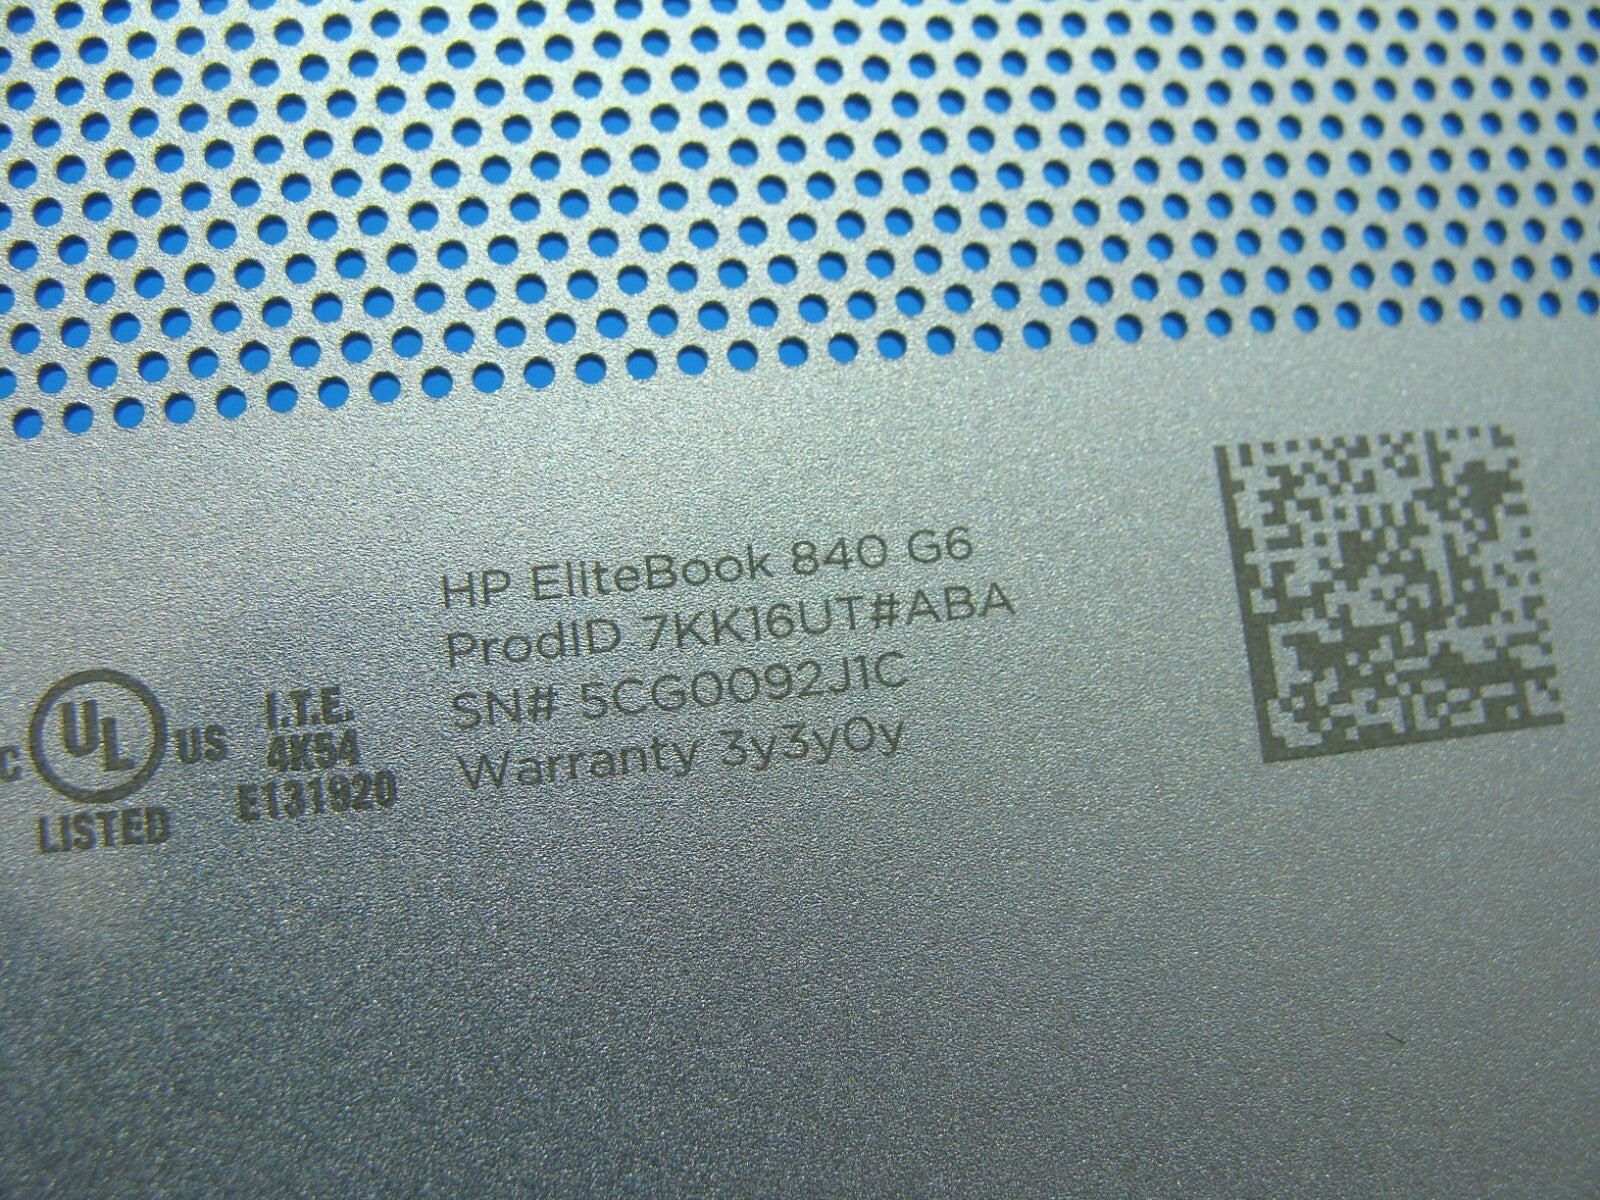 HP EliteBook 840 G6
ProdID 7KK16UT#ABA
SN# 5CG0092J1C
Warranty 3y3y0y
C UL US
LISTED
I.T.E.
4K54
E131920